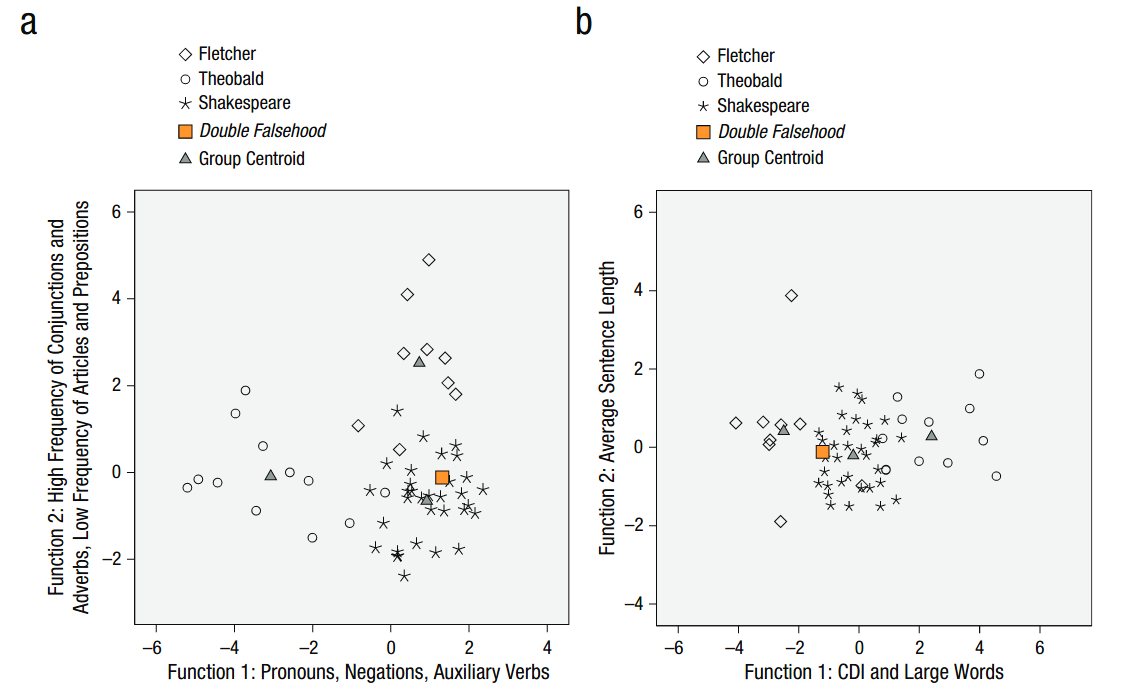 a
Fletcher
Theobald
Shakespeare
Double Falsehood
Group Centroid
Function 2: High Frequency of Conjunctions and
Adverbs, Low Frequency of Articles and Prepositions
6
4
2
0
−2
−6
−4
−2
0
2
4
Function 1: Pronouns, Negations, Auxiliary Verbs
b
Fletcher
Theobald
Shakespeare
Double Falsehood
Group Centroid
Function 2: Average Sentence Length
6
4
2
0
−2
−4
−6
−4
−2
0
2
4
6
Function 1: CDI and Large Words